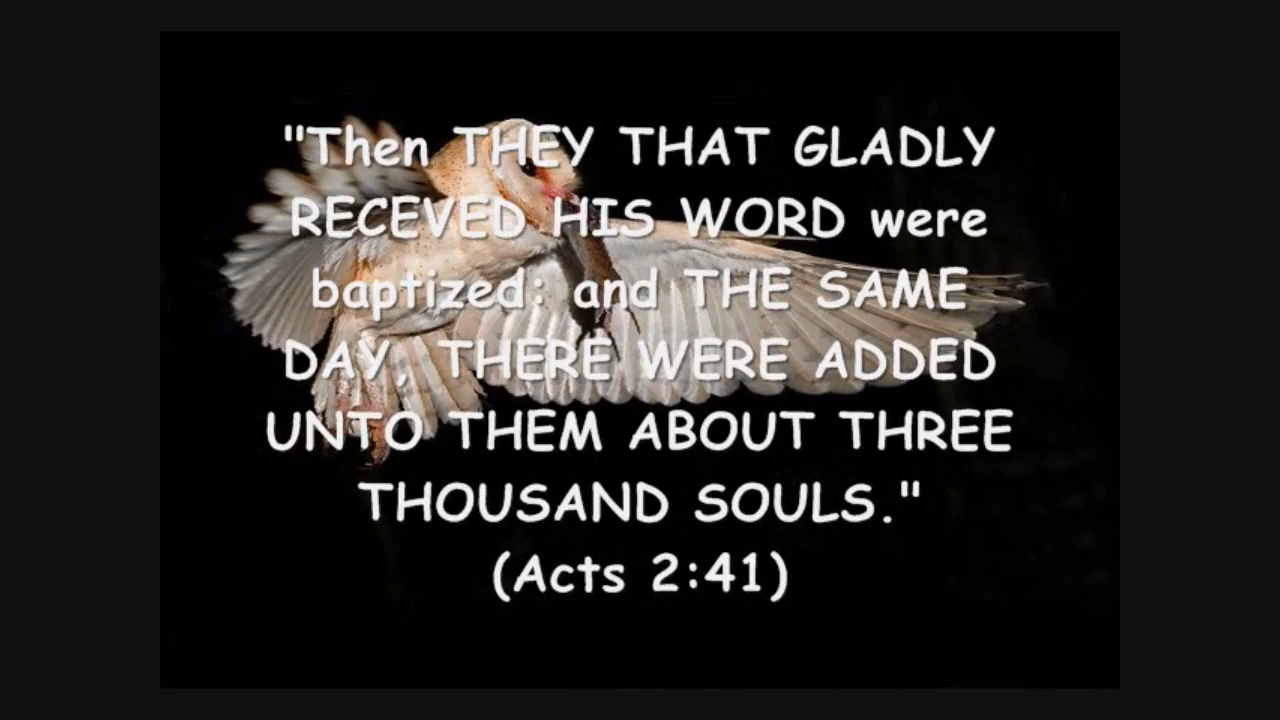 "Then THEY THAT GLADLY
RECEVED HIS WORD were
baptized: and THE SAME
DAY, THERE WERE ADDED
UNTO THEM ABOUT THREE
THOUSAND SOULS."
(Acts 2:41)